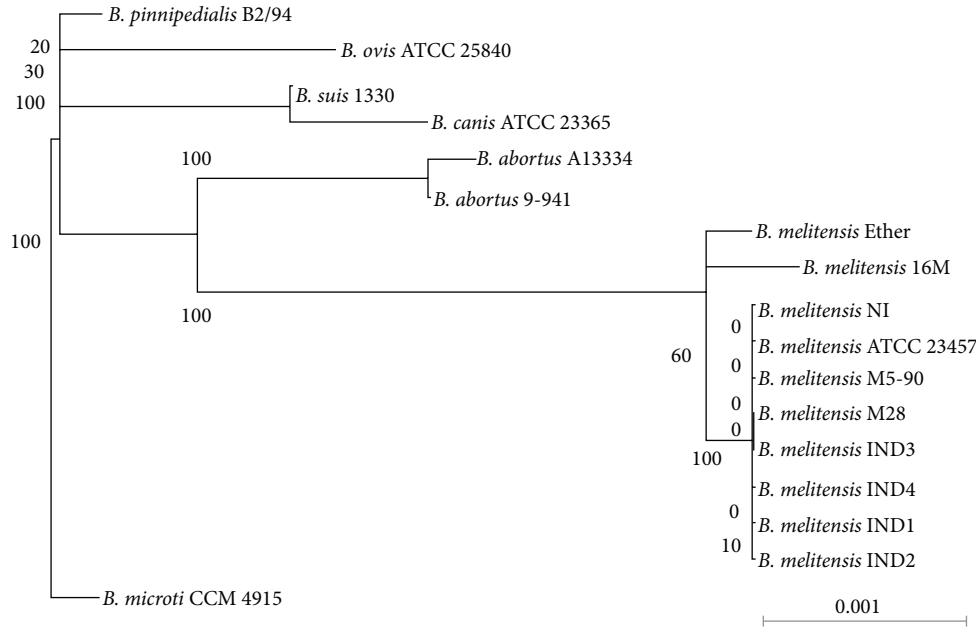 B. pinnipedialis B2/94
20
B. ovis ATCC 25840
30
B. suis 1330
100
B. canis ATCC 23365
100
B. abortus A13334
B. abortus 9-941
100
B. melitensis Ether
B. melitensis 16M
B. melitensis NI
100
0
B. melitensis ATCC 23457
60
0
B. melitensis M5-90
0
B. melitensis M28
0
B. melitensis IND3
100
B. melitensis IND4
0
B. melitensis IND1
10
B. melitensis IND2
B. microti CCM 4915
0.001